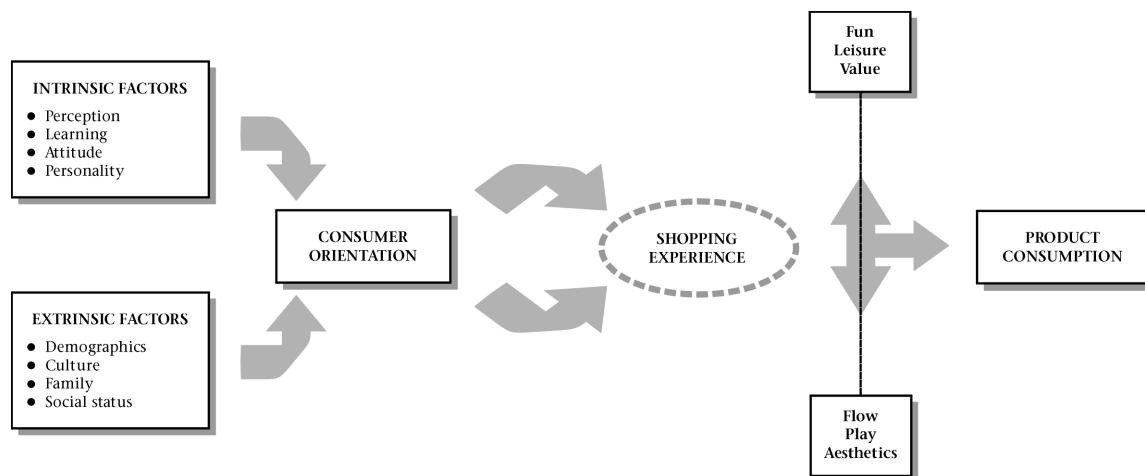 INTRINSIC FACTORS
● Perception
● Learning
● Attitude
● Personality
EXTRINSIC FACTORS
● Demographics
● Culture
● Family
● Social status
CONSUMER
ORIENTATION
SHOPPING
EXPERIENCE
Fun
Leisure
Value
Flow
Play
Aesthetics
PRODUCT
CONSUMPTION